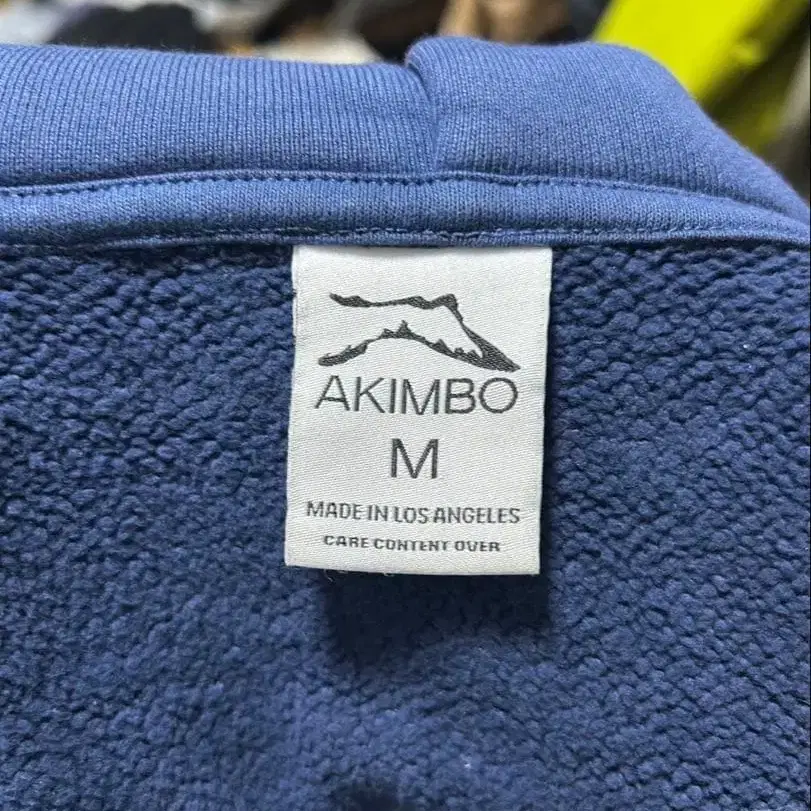 AKIMBO
M
MADE IN LOS ANGELES
CARE CONTENT OVER